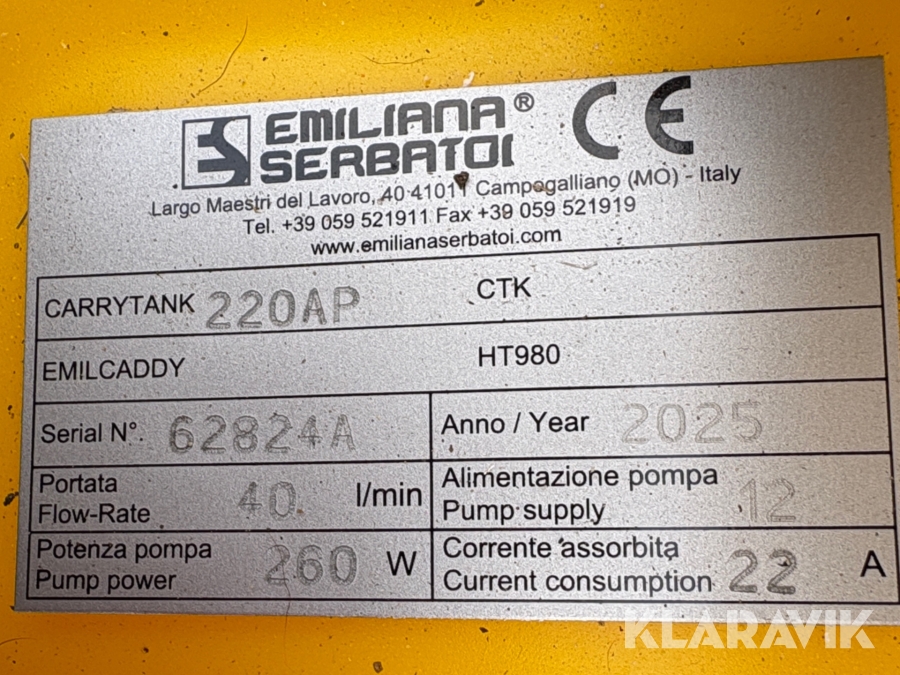 EMILIANA®
SERBATOI
CE
Largo Maestri del Lavoro, 40 41011 Campogalliano (MO) - Italy
Tel. +39 059 521911 Fax +39 059 521919
www.emilianaserbatoi.com
CARRYTANK 220AP CTK
EMILCADDY HT980
Serial N°. 62824A Anno / Year 2025
Portata
Flow-Rate 40 l/min
Alimentazione pompa
Pump supply 12
Potenza pompa
Pump power 260 W
Corrente assorbita
Current consumption 22 A
KLARAVIK